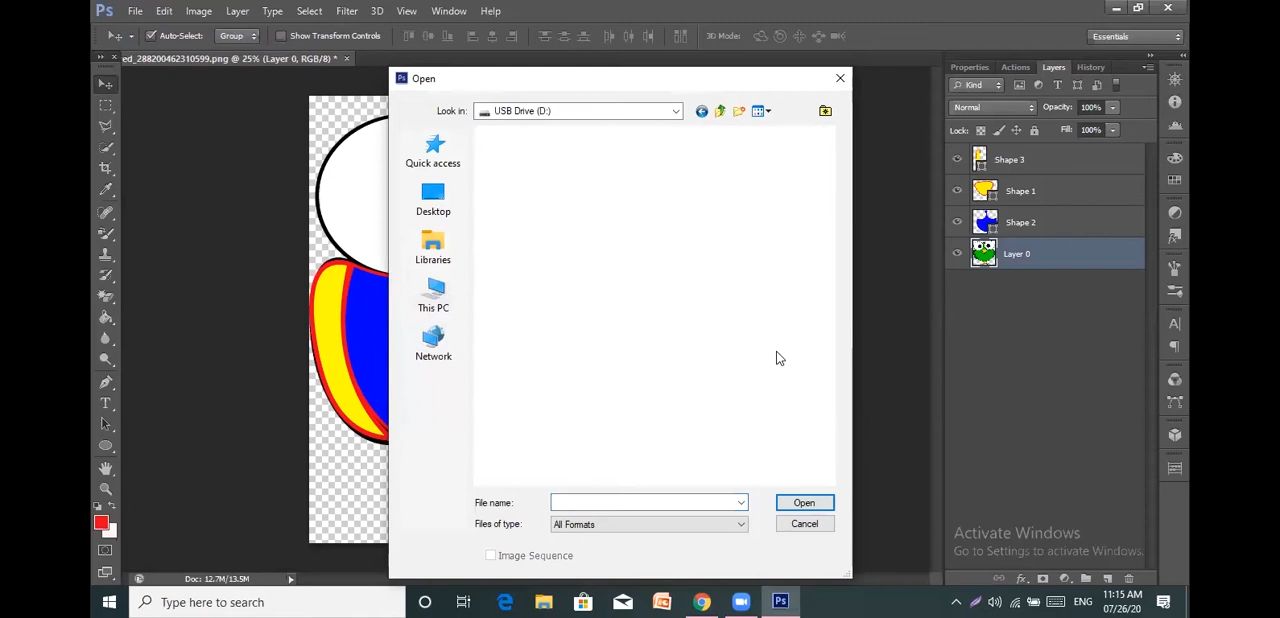 Ps File Edit Image Layer Type Select Filter 3D View Window Help
Auto-Select: Group Show Transform Controls 3D Mode: Essentials
ed_288200462310599.png @ 25% (Layer 0, RGB/8) *
Ps Open
Look in: USB Drive (D:)
Quick access
Desktop
Libraries
This PC
Network
File name: Open
Files of type: All Formats Cancel
Image Sequence
Properties Actions Layers History
Kind
Normal Opacity: 100%
Lock: Fill: 100%
Shape 3
Shape 1
Shape 2
Layer 0
Activate Windows
Go to Settings to activate Windows.
Doc: 12.7M/13.5M
Type here to search
Ps
ENG
11:15 AM
07/26/20